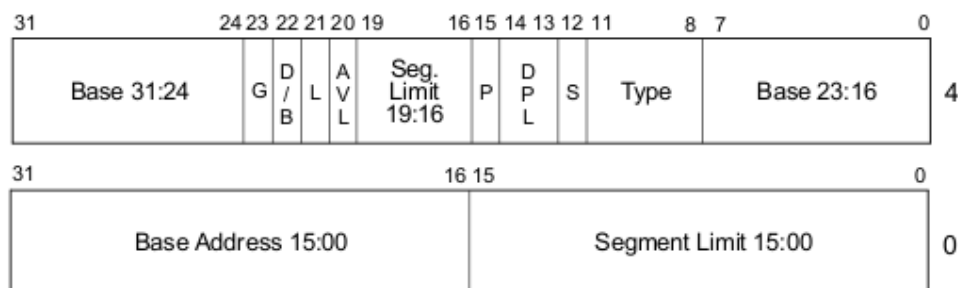 31 24 23 22 21 20 19 16 15 14 13 12 11 8 7 0
Base 31:24 G D/B L AVL Seg. Limit 19:16 P DPL S Type Base 23:16 4
31 16 15 0
Base Address 15:00 Segment Limit 15:00 0